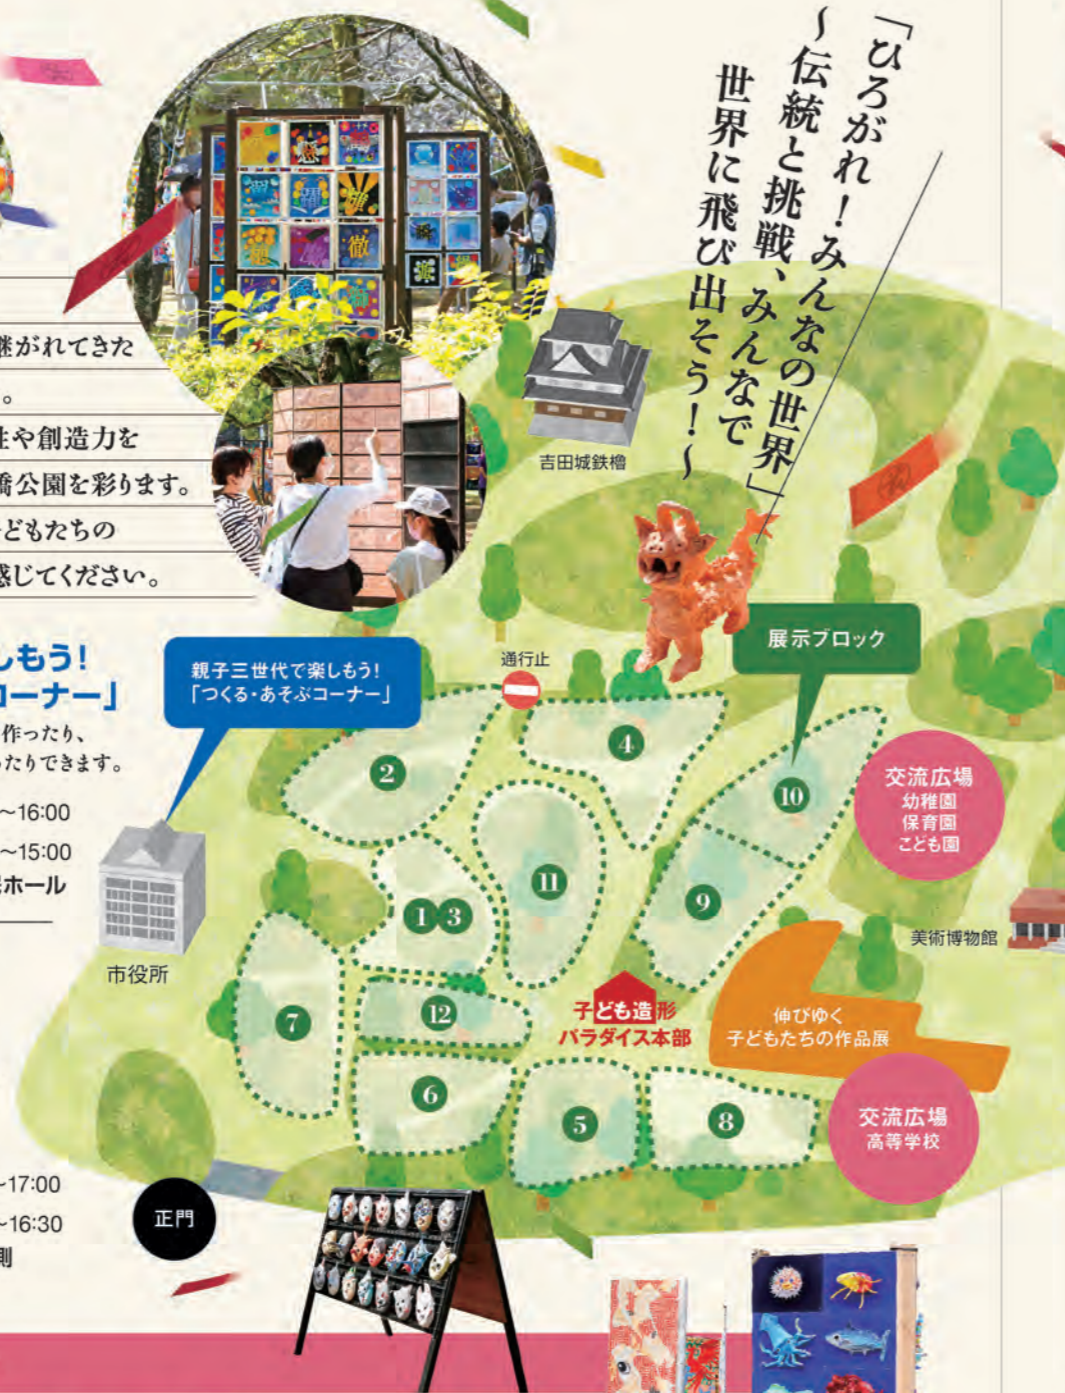 「ひろがれ！みんなの世界」
～伝統と挑戦、みんなで
世界に飛び出そう！～
継がれてきた
。
性や創造力を
橋公園を彩ります。
子どもたちの
感じてください。
しもう！
コーナー」
作ったり、
ったりできます。
～16:00
～15:00
ホール
～17:00
～16:30
側
親子三世代で楽しもう！
「つくる・あそぶコーナー」
市役所
吉田城鉄櫓
通行止
展示ブロック
2
4
10
11
1
3
9
7
12
6
5
8
交流広場
幼稚園
保育園
こども園
美術博物館
子ども造形
パラダイス本部
伸びゆく
子どもたちの作品展
交流広場
高等学校
正門
徹